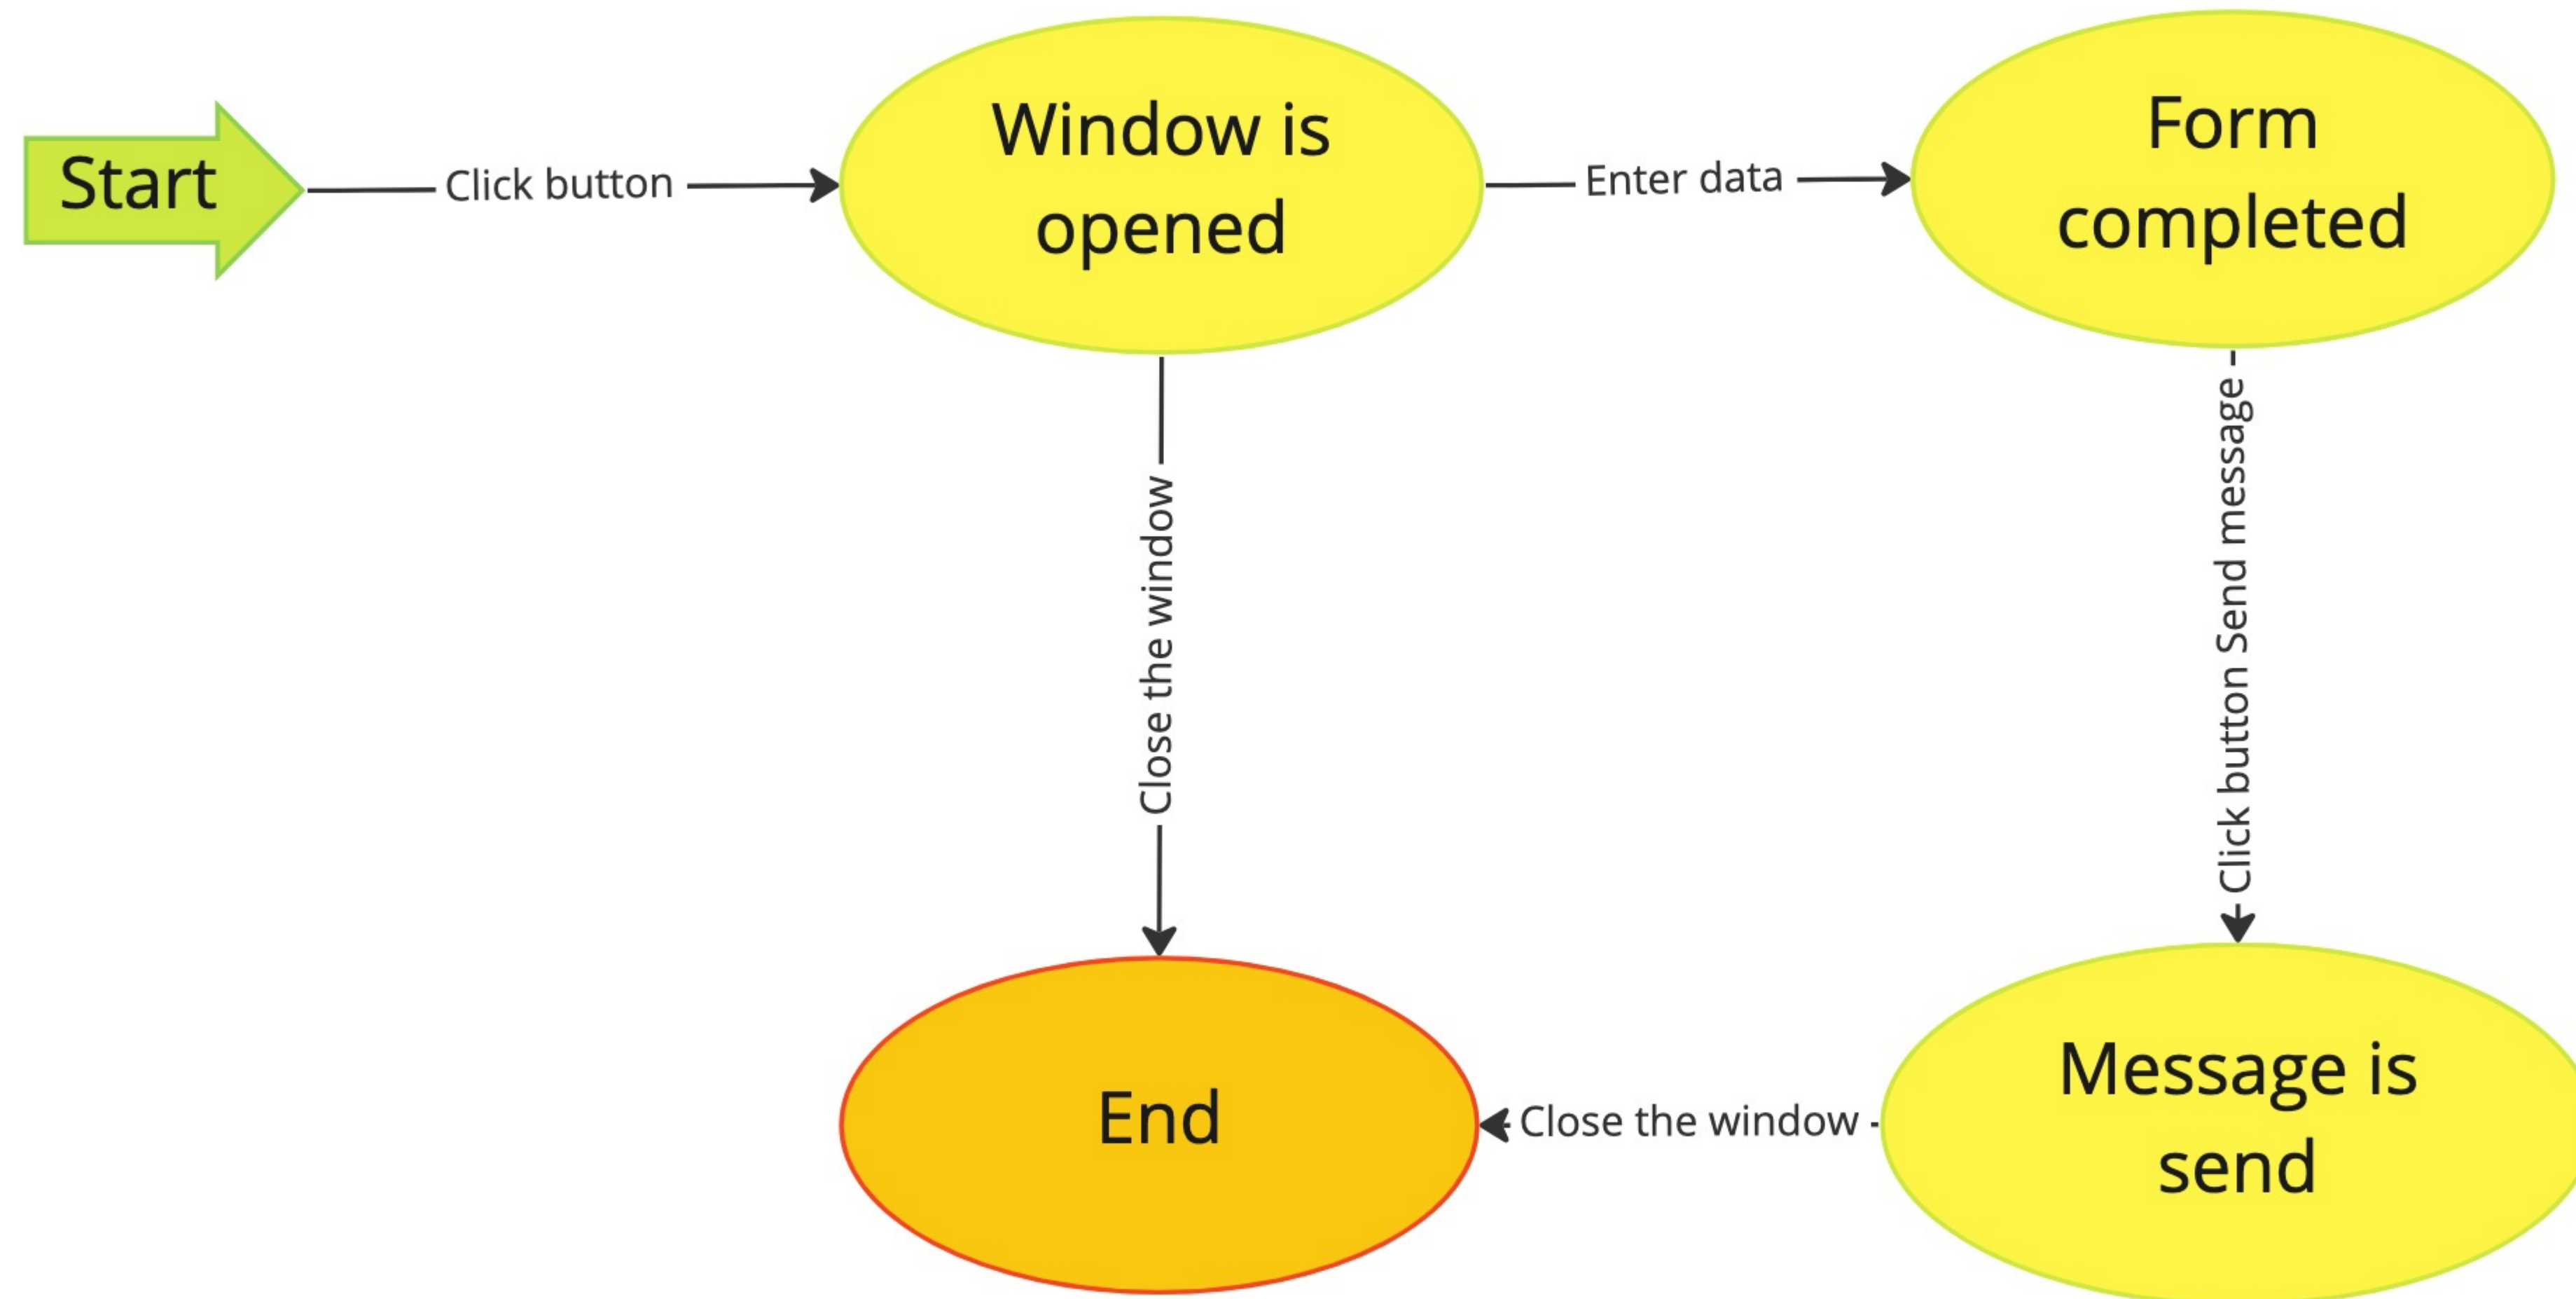 Start
Click button
Window is
opened
Enter data
Form
completed
Close the window
Click button Send message
End
Close the window
Message is
send